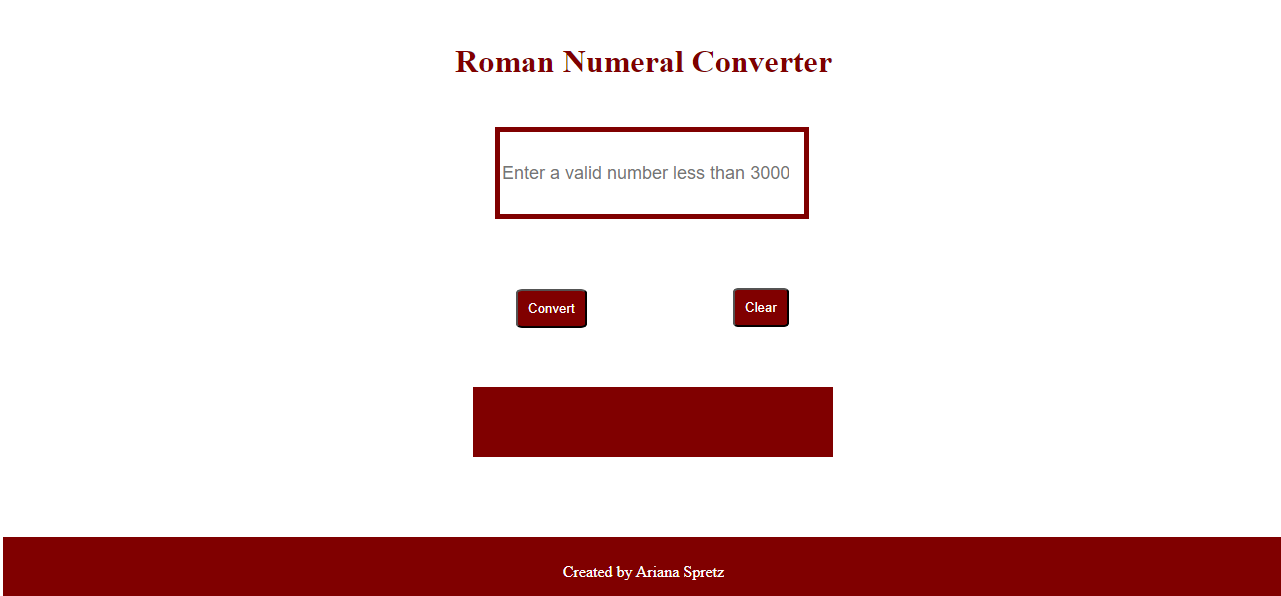 Roman Numeral Converter
Enter a valid number less than 3000
Convert Clear
Created by Ariana Spretz